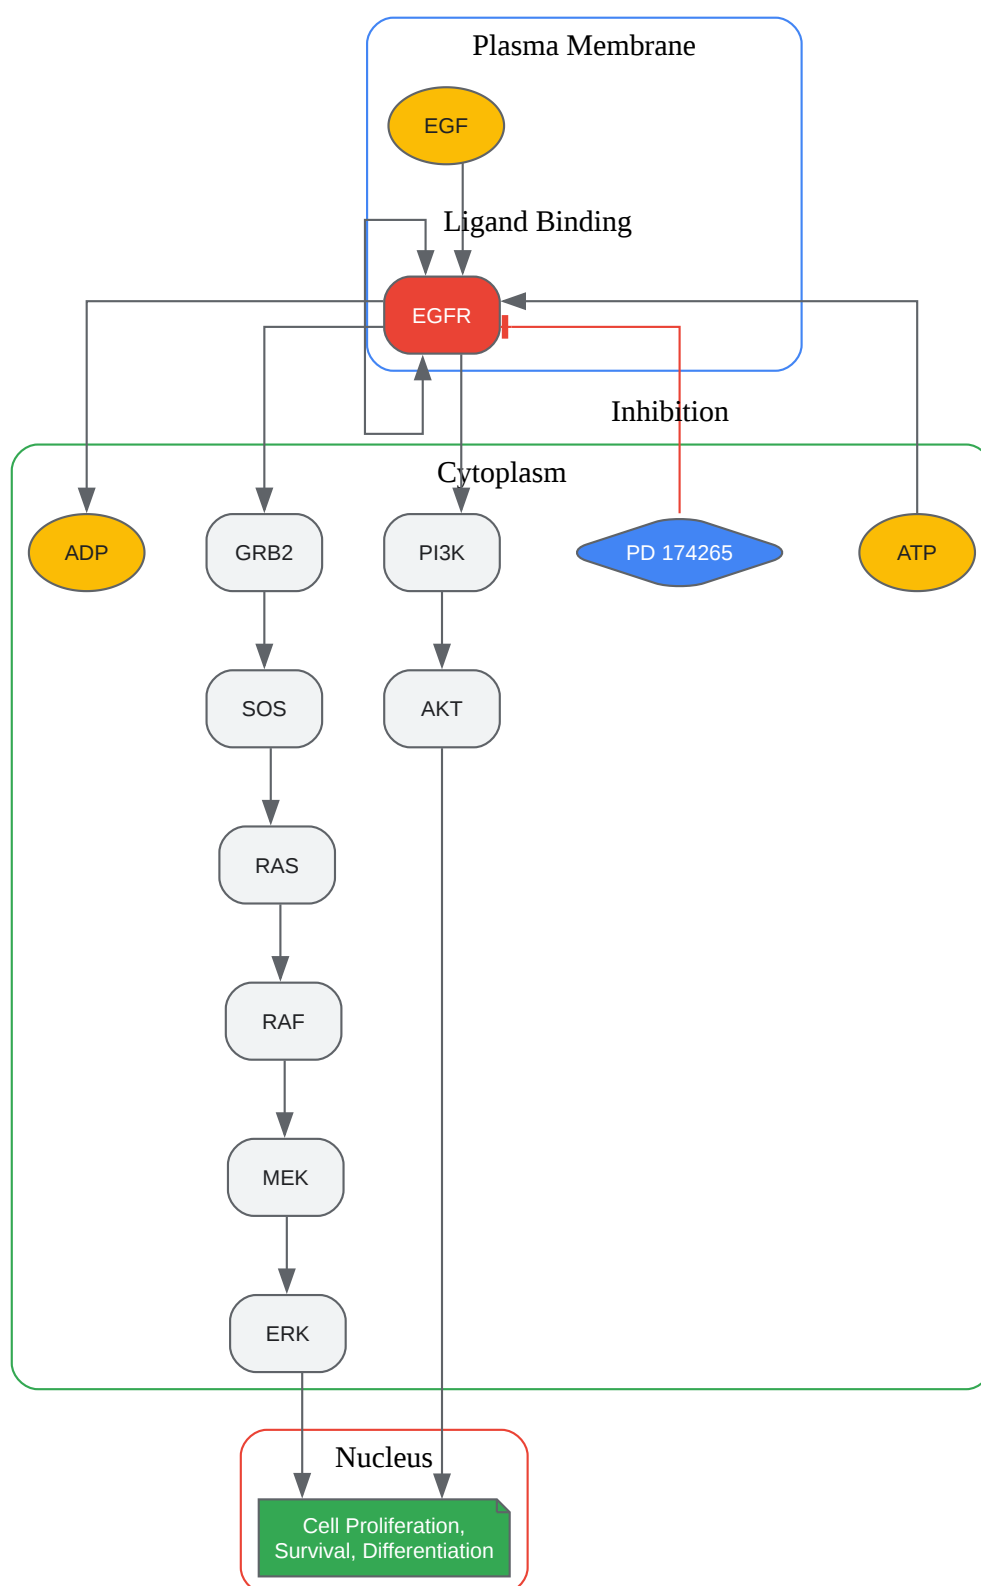 Plasma Membrane
EGF
Ligand Binding
EGFR
Inhibition
Cytoplasm
ADP
GRB2
PI3K
PD 174265
ATP
SOS
AKT
RAS
RAF
MEK
ERK
Nucleus
Cell Proliferation,
Survival, Differentiation